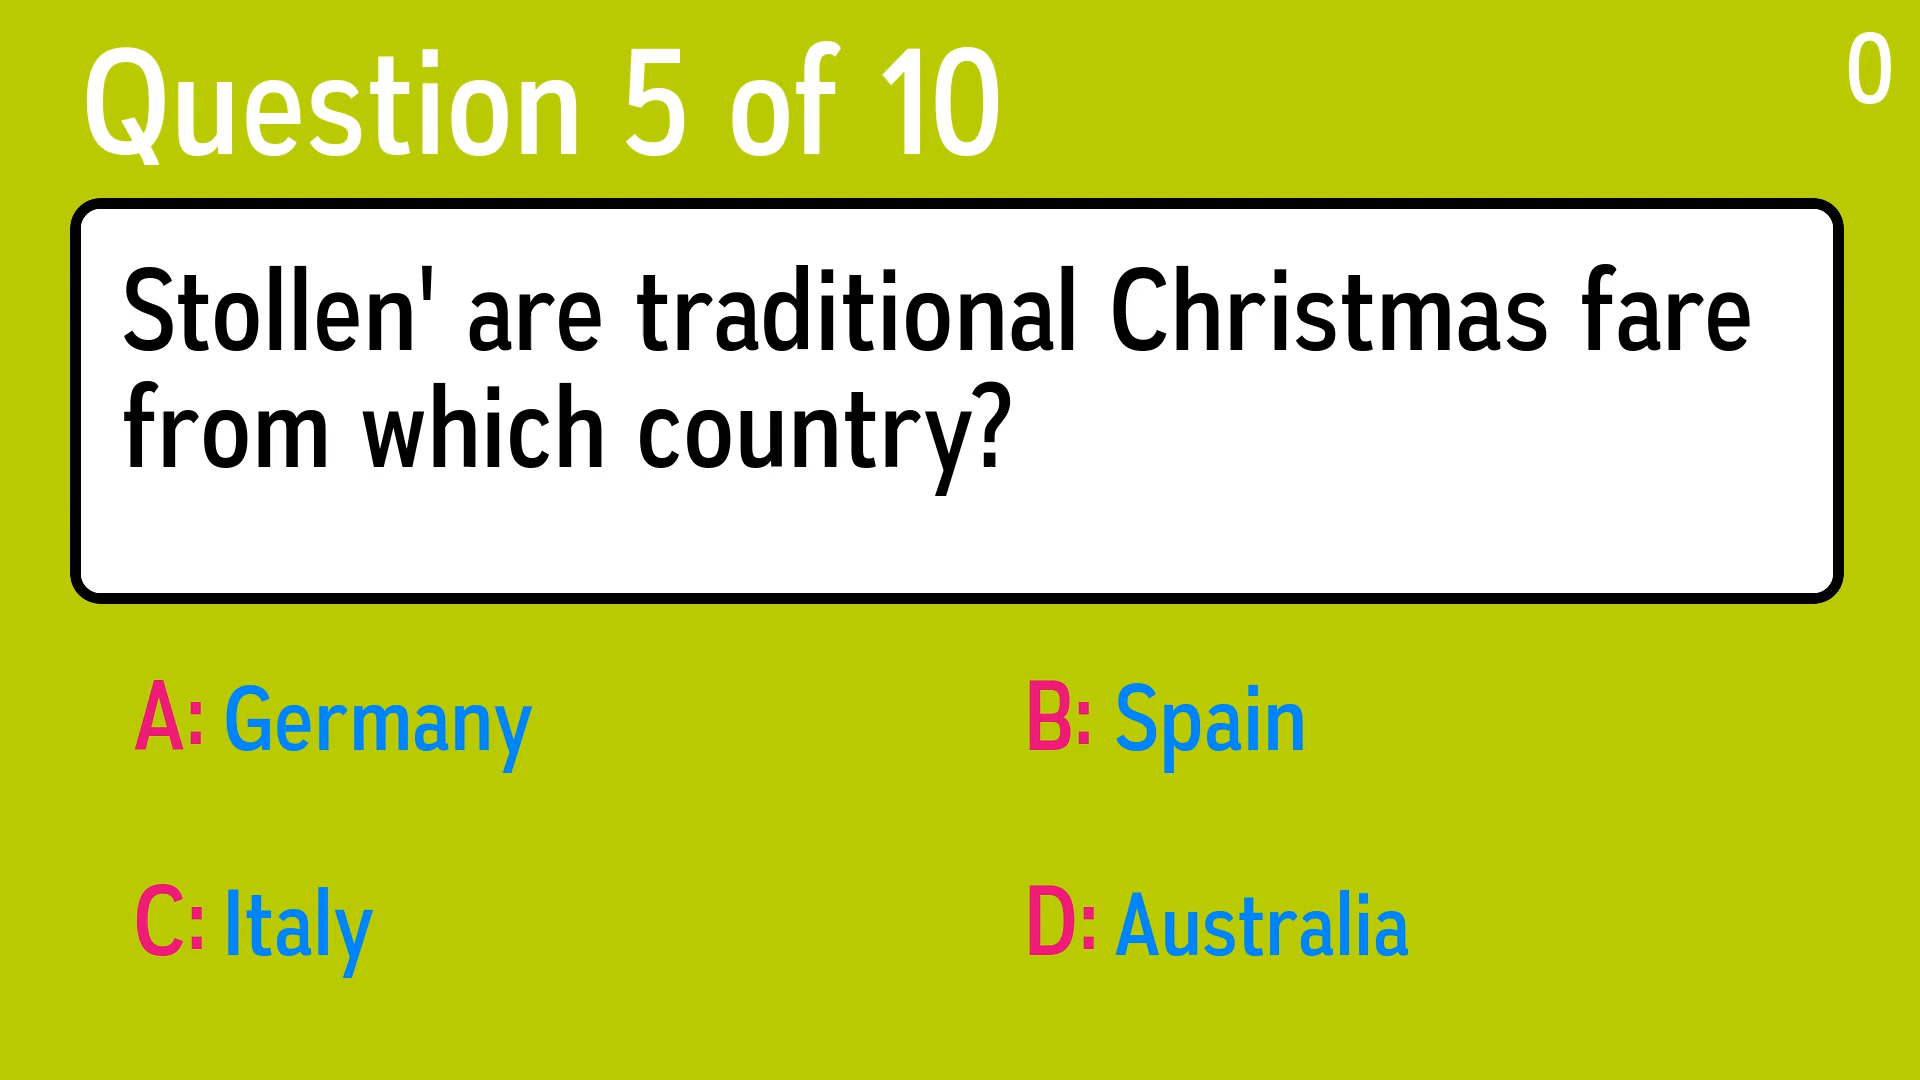 Question 5 of 10
0
Stollen' are traditional Christmas fare
from which country?
A: Germany
B: Spain
C: Italy
D: Australia